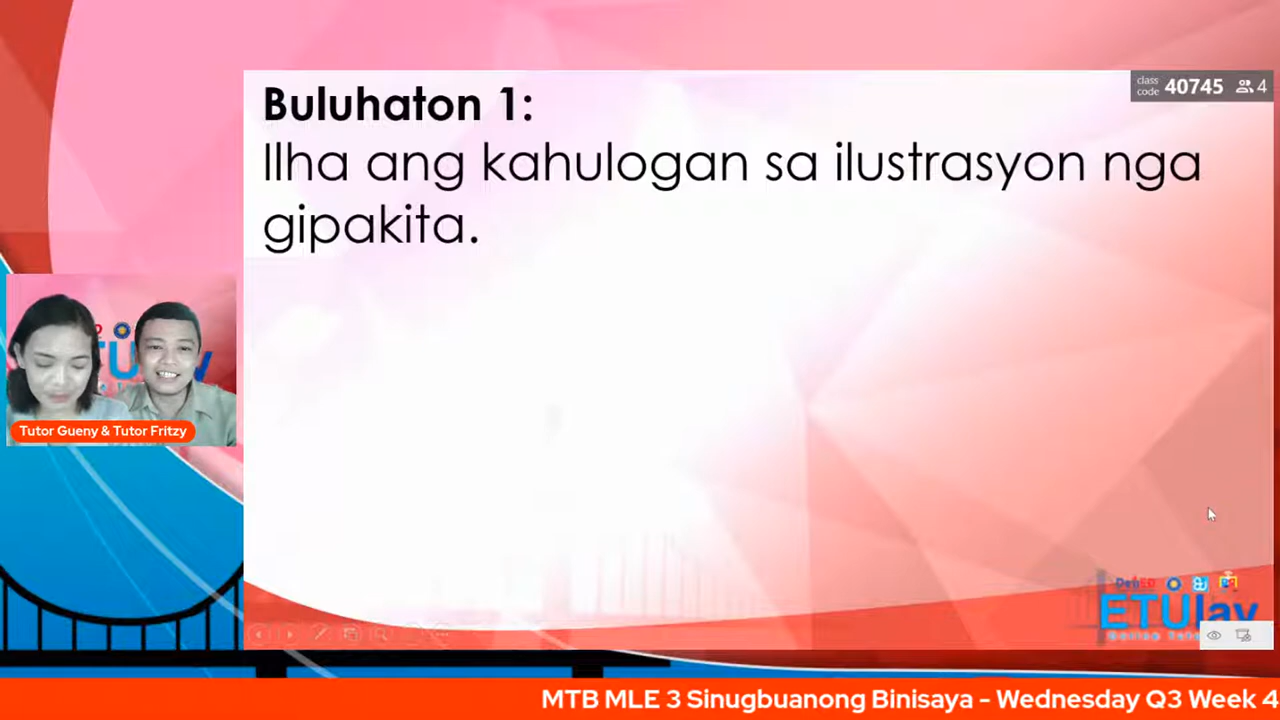 Buluhaton 1:
Ilha ang kahulogan sa ilustrasyon nga
gipakita.
class
code 40745 4
Tutor Gueny & Tutor Fritzy
DepED
ETUlay
MTB MLE 3 Sinugbuanong Binisaya - Wednesday Q3 Week 4